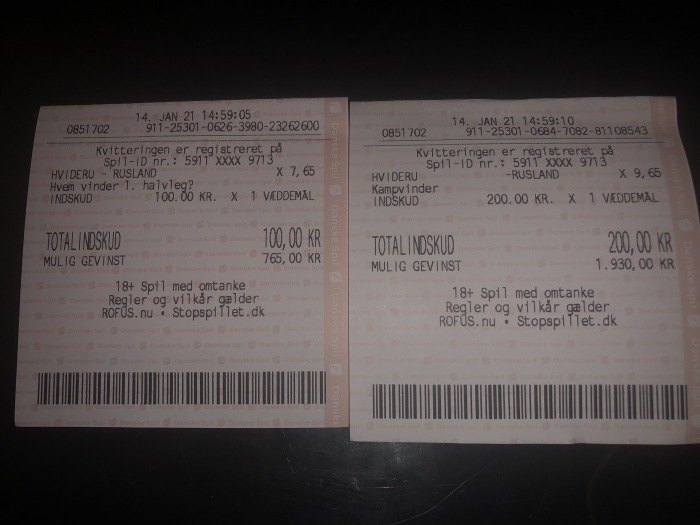 14. JAN 21 14:59:05
0851702 911-25301-0626-3980-23262600
Kvitteringen er registreret på
Spil-ID nr.: 5911 XXXX 9713
HVIDERU -RUSLAND X 7,65
Hvem vinder 1. halvleg?
INDSKUD 100.00 KR. X 1 VÆDDEMÅL
TOTALINDSKUD 100,00 KR
MULIG GEVINST 765,00 KR
18+ Spil med omtanke
Regler og vilkår gælder
ROFUS.nu • Stopspillet.dk
14. JAN 21 14:59:10
0851702 911-25301-0684-7082-81108543
Kvitteringen er registreret på
Spil-ID nr.: 5911 XXXX 9713
HVIDERU -RUSLAND X 9,65
Kampvinder
INDSKUD 200.00 KR. X 1 VÆDDEMÅL
TOTALINDSKUD 200,00 KR
MULIG GEVINST 1.930,00 KR
18+ Spil med omtanke
Regler og vilkår gælder
ROFUS.nu • Stopspillet.dk
Danske Spil